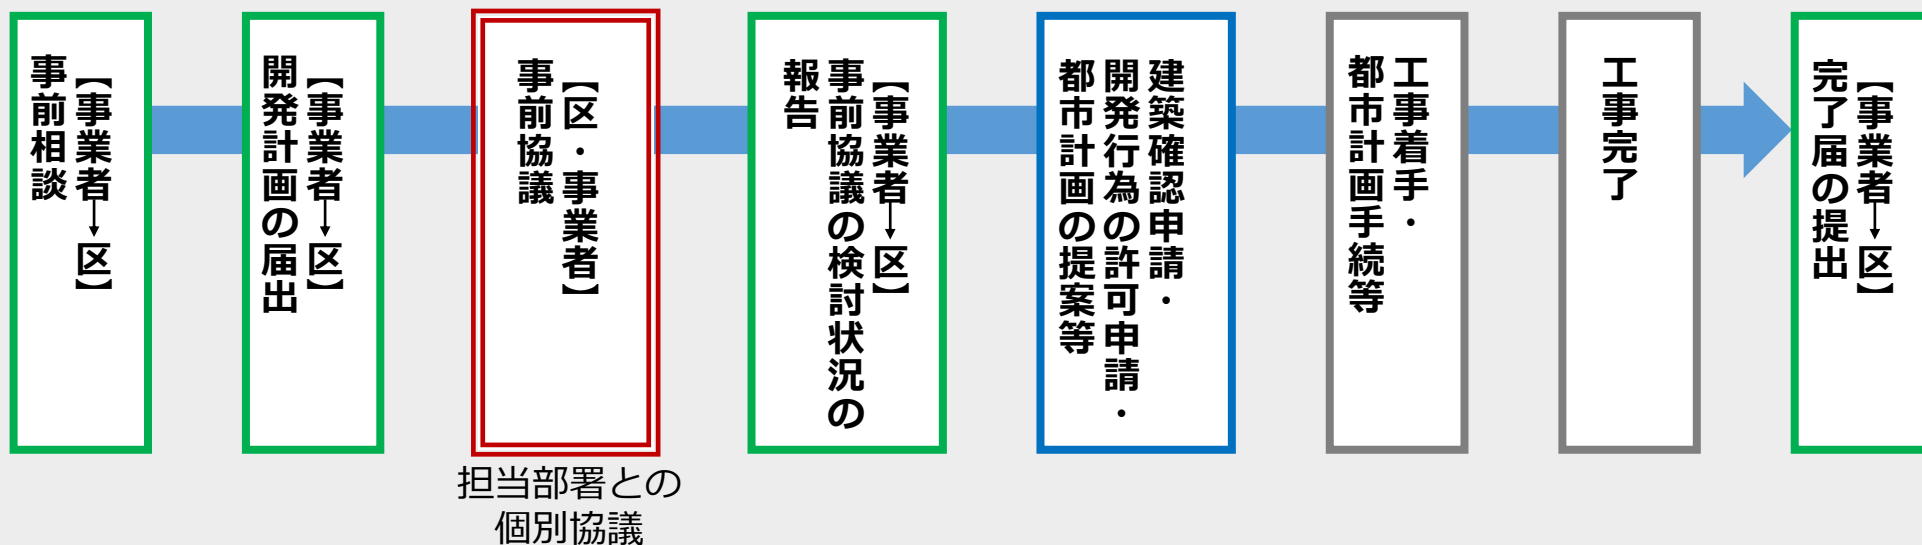 【事業者→区】
事前相談
【事業者→区】
開発計画の届出
【区・事業者】
事前協議
担当部署との
個別協議
【事業者→区】
事前協議の検討状況の
報告
建築確認申請・
開発行為の許可申請・
都市計画の提案等
工事着手・
都市計画手続等
工事完了
【事業者→区】
完了届の提出